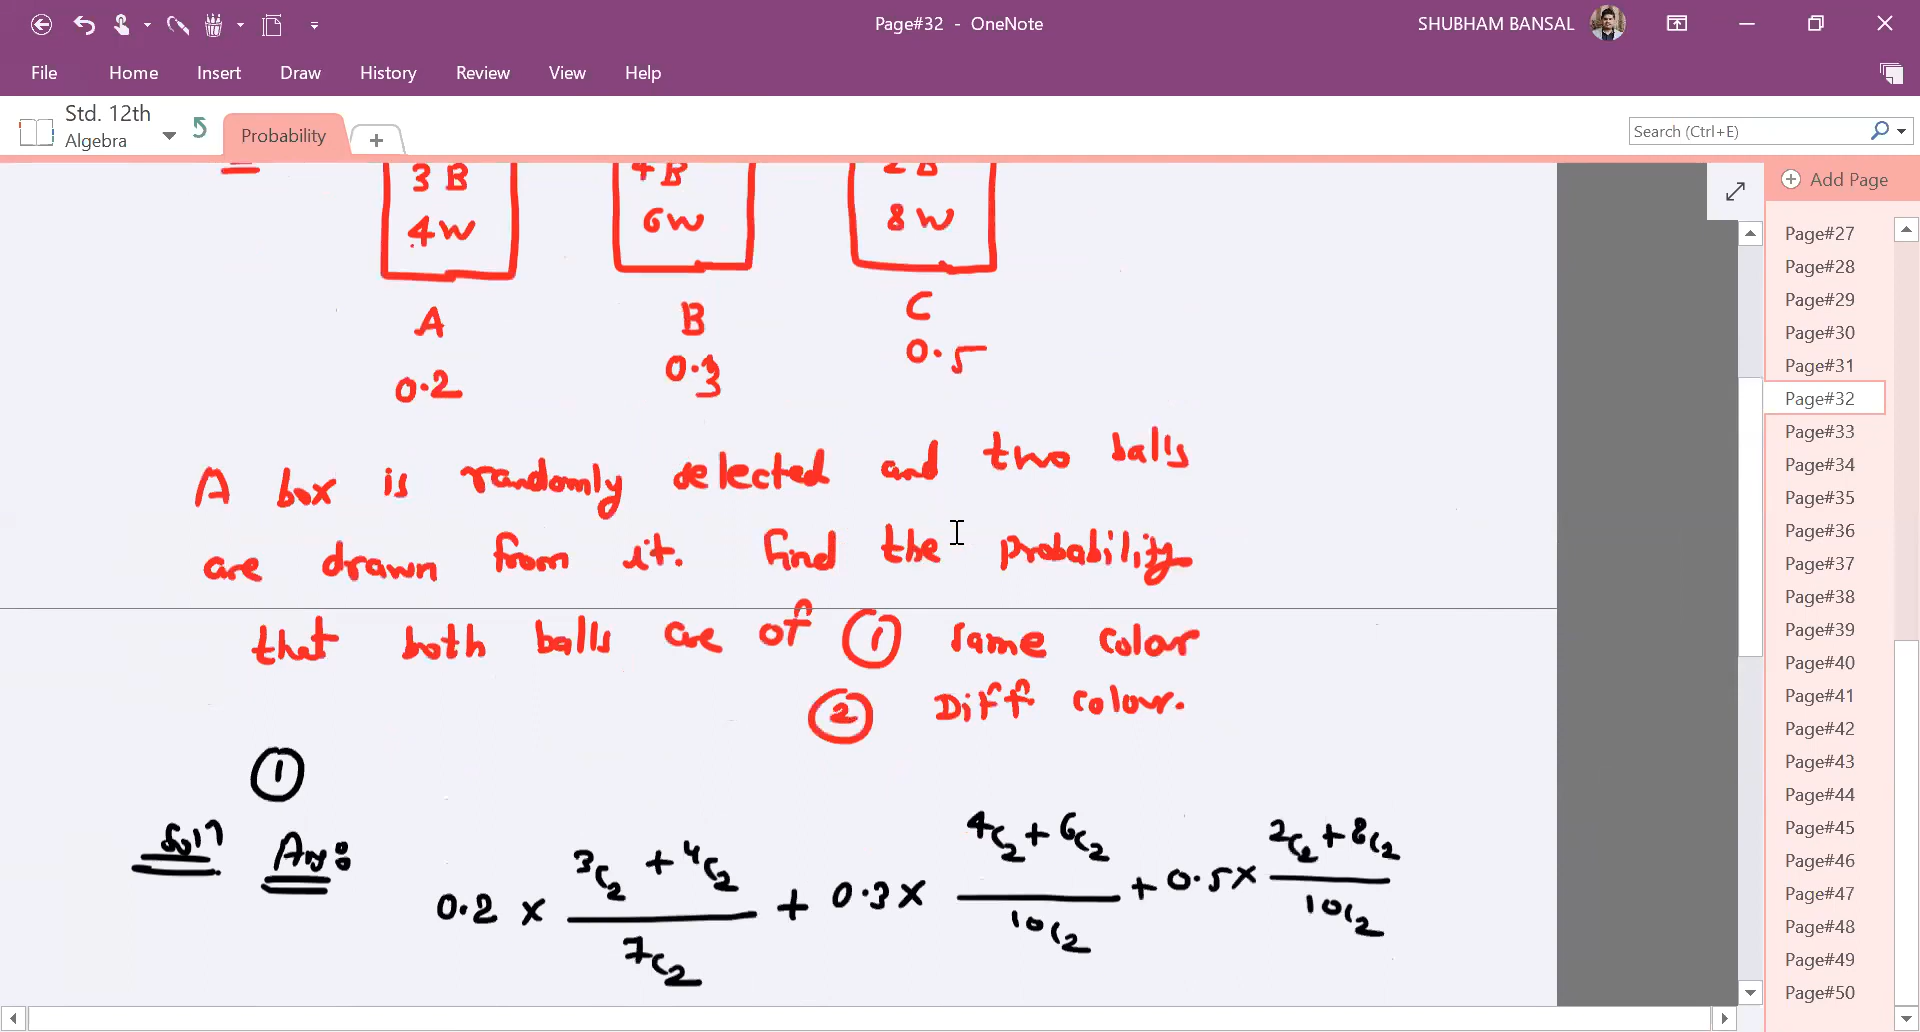 Page#32 - OneNote
SHUBHAM BANSAL
File Home Insert Draw History Review View Help
Std. 12th
Algebra
Probability
+
Search (Ctrl+E)
Add Page
3 B 4 B 2 B
4 W 6 W 8 W
A B C
0.2 0.3 0.5
A box is randomly selected and two balls
are drawn from it. Find the probability
that both balls are of ① same color
② Diff colour.
①
Solⁿ Ans:
0.2 × (³C₂ + ⁴C₂)/⁷C₂ + 0.3 × (⁴C₂ + ⁶C₂)/¹⁰C₂ + 0.5 × (²C₂ + ⁸C₂)/¹⁰C₂
Page#27
Page#28
Page#29
Page#30
Page#31
Page#32
Page#33
Page#34
Page#35
Page#36
Page#37
Page#38
Page#39
Page#40
Page#41
Page#42
Page#43
Page#44
Page#45
Page#46
Page#47
Page#48
Page#49
Page#50